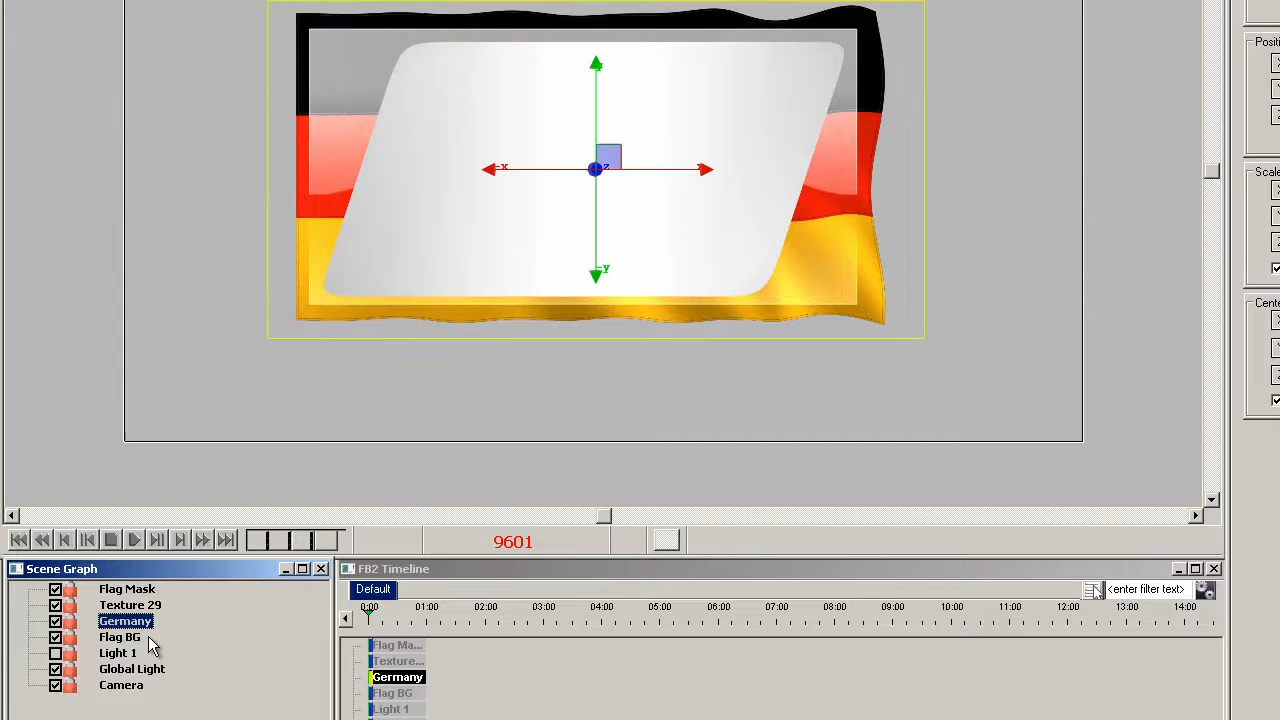 Positi
Scale
Cente
-x
z
-y
9601
Scene Graph
Flag Mask
Texture 29
Germany
Flag BG
Light 1
Global Light
Camera
FB2 Timeline
Default
<enter filter text>
0:00 01:00 02:00 03:00 04:00 05:00 06:00 07:00 08:00 09:00 10:00 11:00 12:00 13:00 14:00
Flag Ma...
Texture...
Germany
Flag BG
Light 1